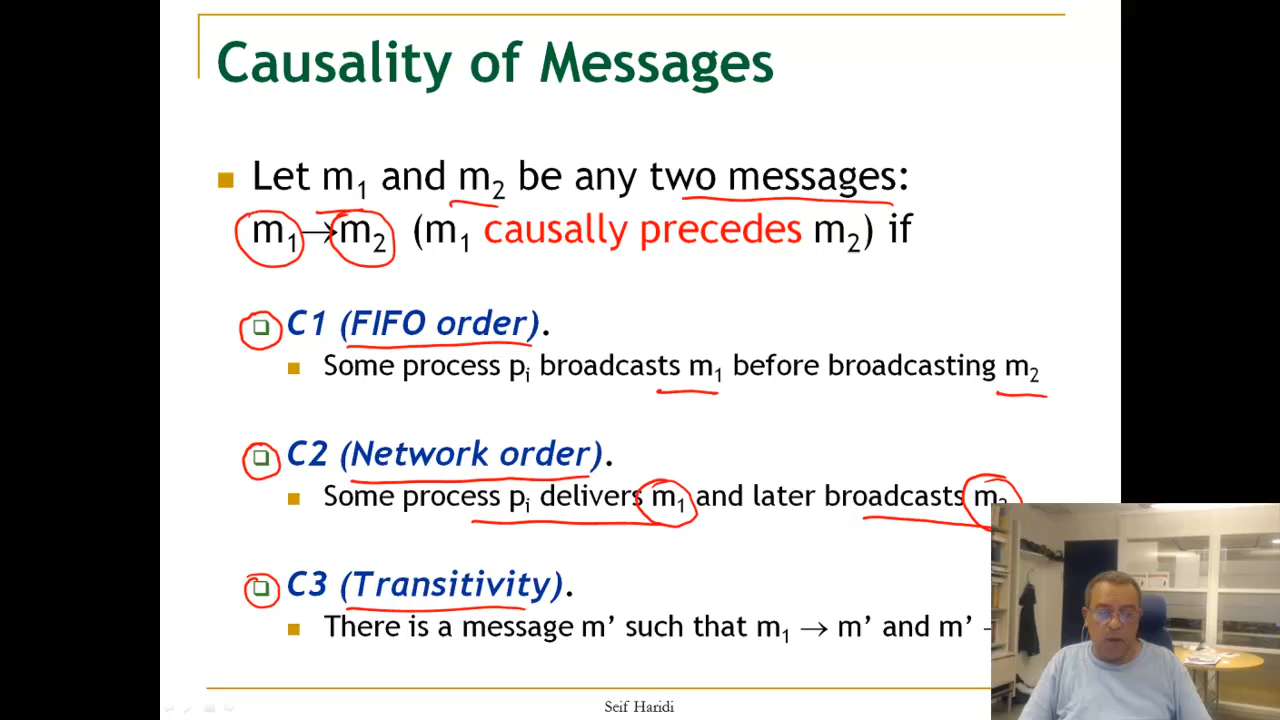 Causality of Messages
Let m₁ and m₂ be any two messages:
m₁→m₂ (m₁ causally precedes m₂) if
C1 (FIFO order).
Some process pᵢ broadcasts m₁ before broadcasting m₂
C2 (Network order).
Some process pᵢ delivers m₁ and later broadcasts m₂
C3 (Transitivity).
There is a message m’ such that m₁ → m’ and m’
Seif Haridi